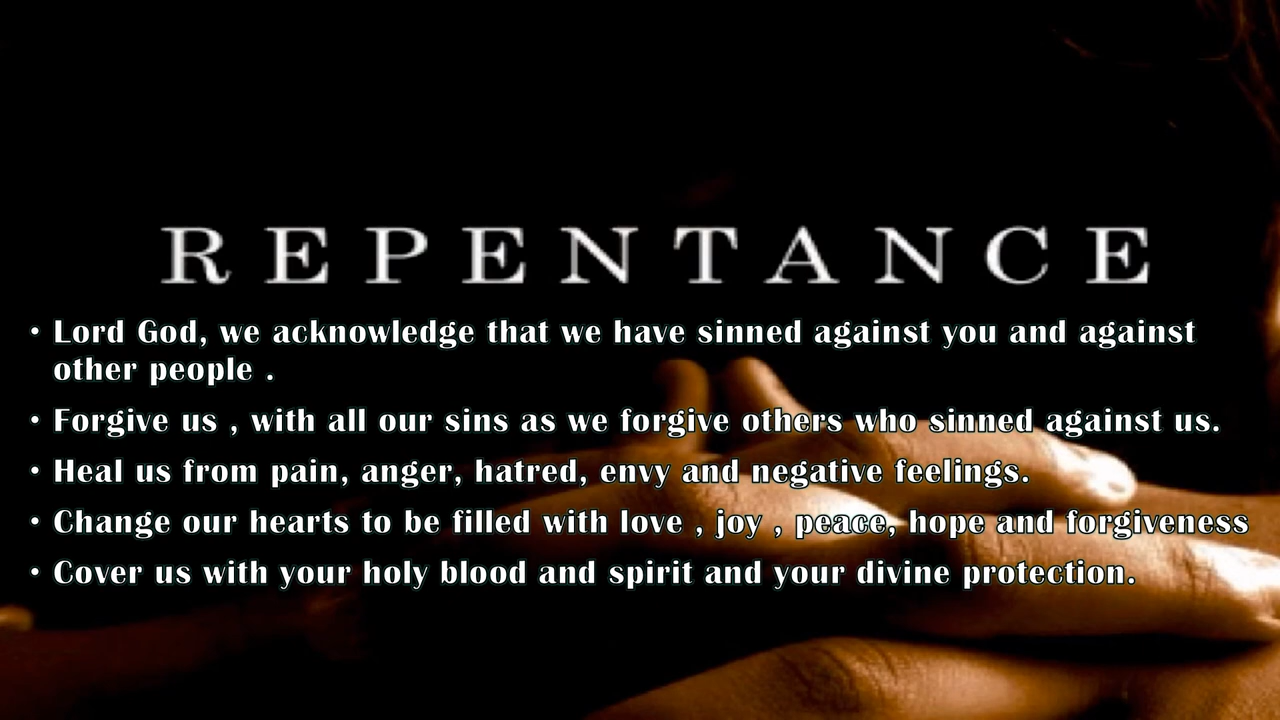 REPENTANCE
• Lord God, we acknowledge that we have sinned against you and against
other people .
• Forgive us , with all our sins as we forgive others who sinned against us.
• Heal us from pain, anger, hatred, envy and negative feelings.
• Change our hearts to be filled with love , joy , peace, hope and forgiveness
• Cover us with your holy blood and spirit and your divine protection.